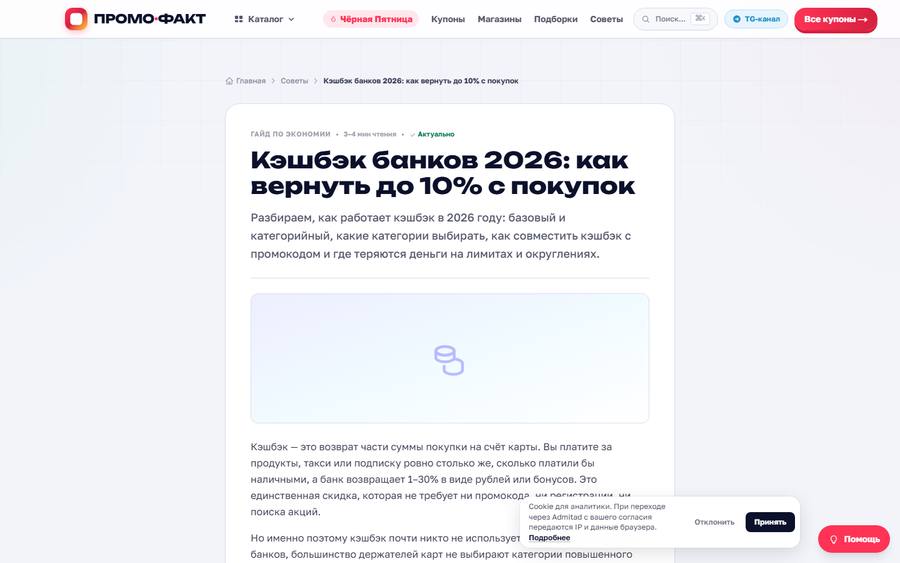 ПРОМО·ФАКТ
Каталог
Чёрная Пятница
Купоны
Магазины
Подборки
Советы
Поиск...
⌘K
TG-канал
Все купоны →
Главная > Советы > Кэшбэк банков 2026: как вернуть до 10% с покупок
ГАЙД ПО ЭКОНОМИИ • 3–4 мин чтения • Актуально
Кэшбэк банков 2026: как
вернуть до 10% с покупок
Разбираем, как работает кэшбэк в 2026 году: базовый и
категорийный, какие категории выбирать, как совместить кэшбэк с
промокодом и где теряются деньги на лимитах и округлениях.
Кэшбэк — это возврат части суммы покупки на счёт карты. Вы платите за
продукты, такси или подписку ровно столько же, сколько платили бы
наличными, а банк возвращает 1–30% в виде рублей или бонусов. Это
единственная скидка, которая не требует ни промокода, ни регистрации, ни
поиска акций.
Но именно поэтому кэшбэк почти никто не использует
банков, большинство держателей карт не выбирают категории повышенного
Cookie для аналитики. При переходе
через Admitad с вашего согласия
передаются IP и данные браузера.
Подробнее
Отклонить
Принять
Помощь